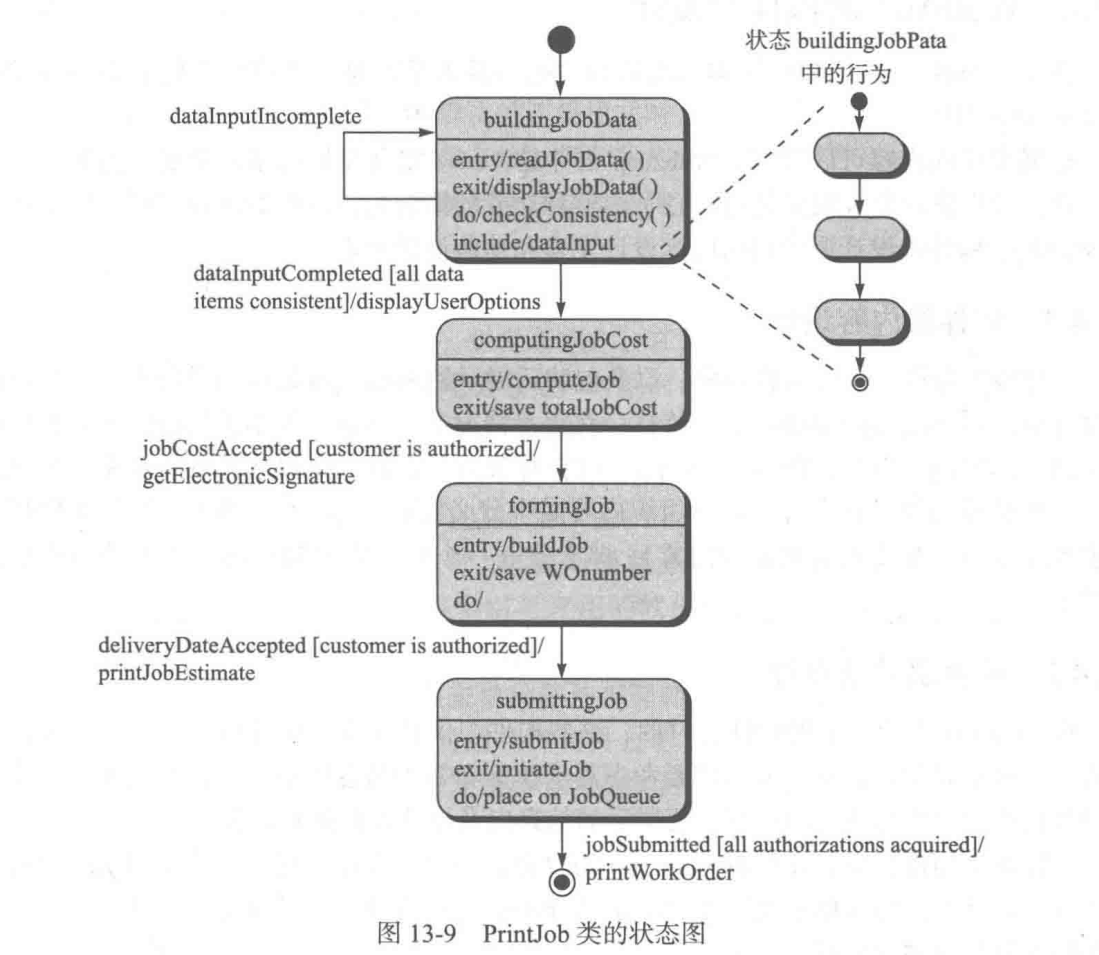 状态 buildingJobPata
中的行为
dataInputIncomplete
buildingJobData
entry/readJobData( )
exit/displayJobData( )
do/checkConsistency( )
include/dataInput
dataInputCompleted [all data
items consistent]/displayUserOptions
computingJobCost
entry/computeJob
exit/save totalJobCost
jobCostAccepted [customer is authorized]/
getElectronicSignature
formingJob
entry/buildJob
exit/save WOnumber
do/
deliveryDateAccepted [customer is authorized]/
printJobEstimate
submittingJob
entry/submitJob
exit/initiateJob
do/place on JobQueue
jobSubmitted [all authorizations acquired]/
printWorkOrder
图 13-9 PrintJob 类的状态图